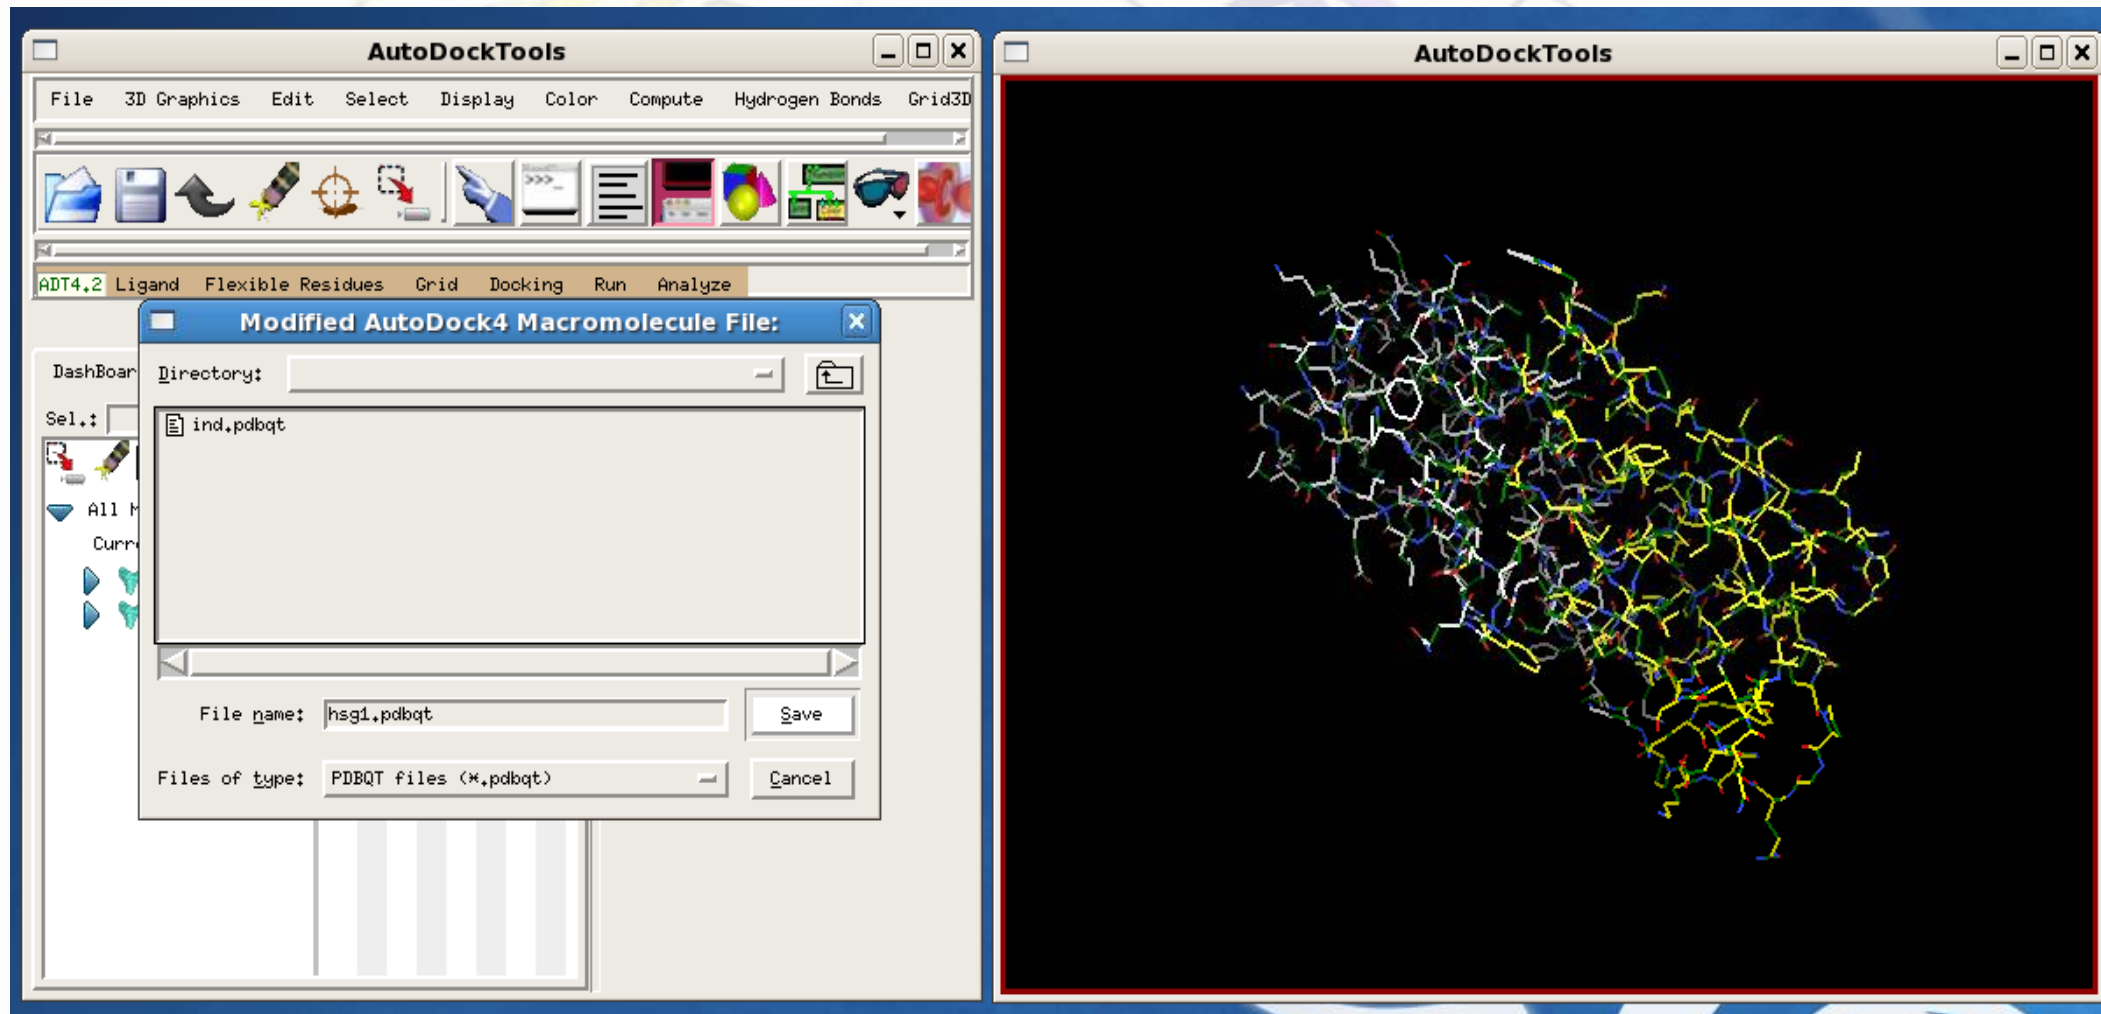 AutoDockTools
File 3D Graphics Edit Select Display Color Compute Hydrogen Bonds Grid3D
>>>_
ADT4.2 Ligand Flexible Residues Grid Docking Run Analyze
Modified AutoDock4 Macromolecule File:
DashBoar
Directory:
Sel.:
ind.pdbqt
All M
Curr
File name: hsg1.pdbqt Save
Files of type: PDBQT files (*.pdbqt) Cancel
AutoDockTools